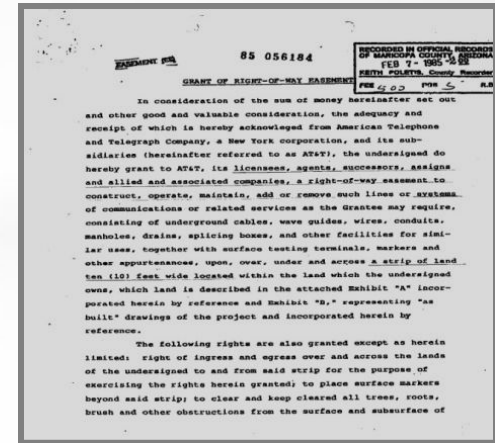 EASEMENT
85 056184
RECORDED IN OFFICIAL RECORDS
OF MARICOPA COUNTY, ARIZONA
FEB 7 - 1985
KEITH POLETIS, County Recorder
FEE 5 00 PGS 5 R.B
GRANT OF RIGHT-OF-WAY EASEMENT
In consideration of the sum of money hereinafter set out
and other good and valuable consideration, the adequacy and
receipt of which is hereby acknowleged from American Telephone
and Telegraph Company, a New York corporation, and its sub-
sidiaries (hereinafter referred to as AT&T), the undersigned do
hereby grant to AT&T, its licensees, agents, successors, assigns
and allied and associated companies, a right-of-way easement to
construct, operate, maintain, add or remove such lines or systems
of communications or related services as the Grantee may require,
consisting of underground cables, wave guides, wires, conduits,
manholes, drains, splicing boxes, and other facilities for simi-
lar uses, together with surface testing terminals, markers and
other appurtenances, upon, over, under and across a strip of land
ten (10) feet wide located within the land which the undersigned
owns, which land is described in the attached Exhibit "A" incor-
porated herein by reference and Exhibit "B," representing "as
built" drawings of the project and incorporated herein by
reference.
The following rights are also granted except as herein
limited: right of ingress and egress over and across the lands
of the undersigned to and from said strip for the purpose of
exercising the rights herein granted; to place surface markers
beyond said strip; to clear and keep cleared all trees, roots,
brush and other obstructions from the surface and subsurface of